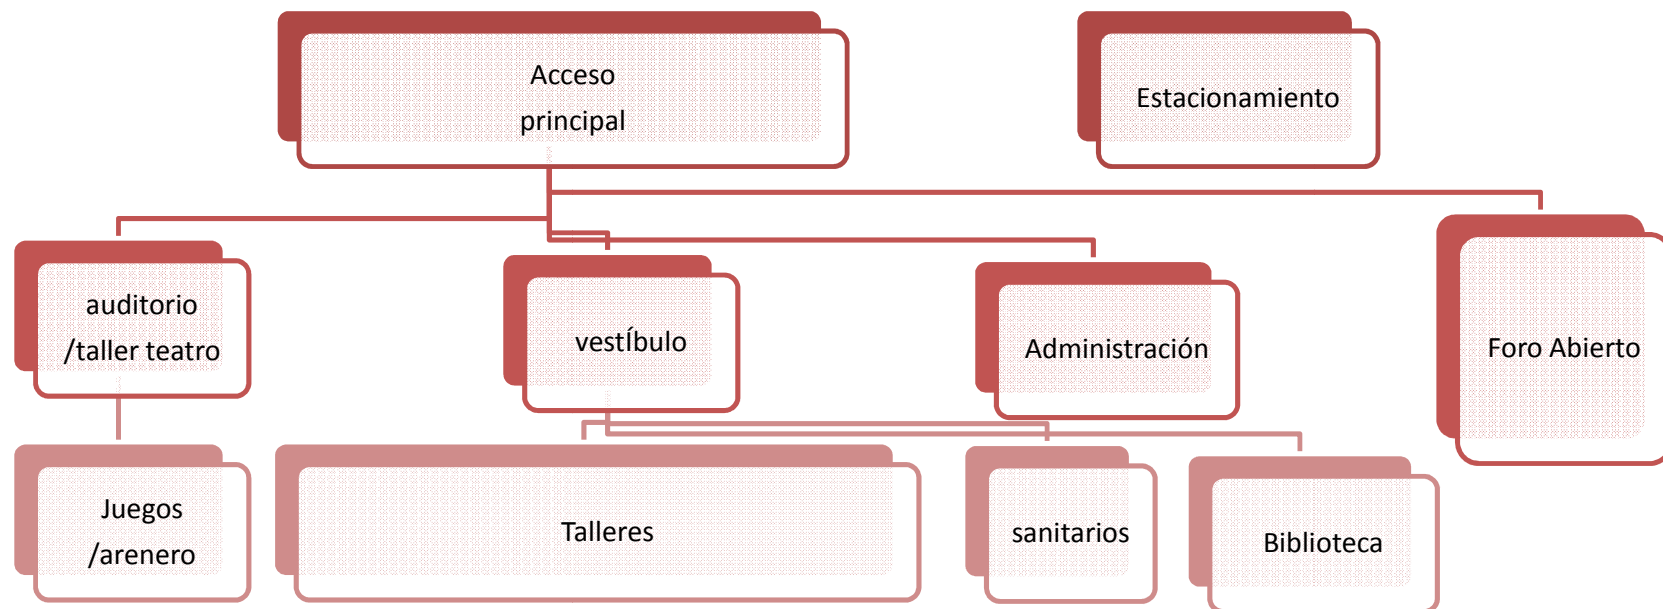 Acceso
principal
Estacionamiento
auditorio
/taller teatro
vestÍbulo
Administración
Foro Abierto
Juegos
/arenero
Talleres
sanitarios
Biblioteca